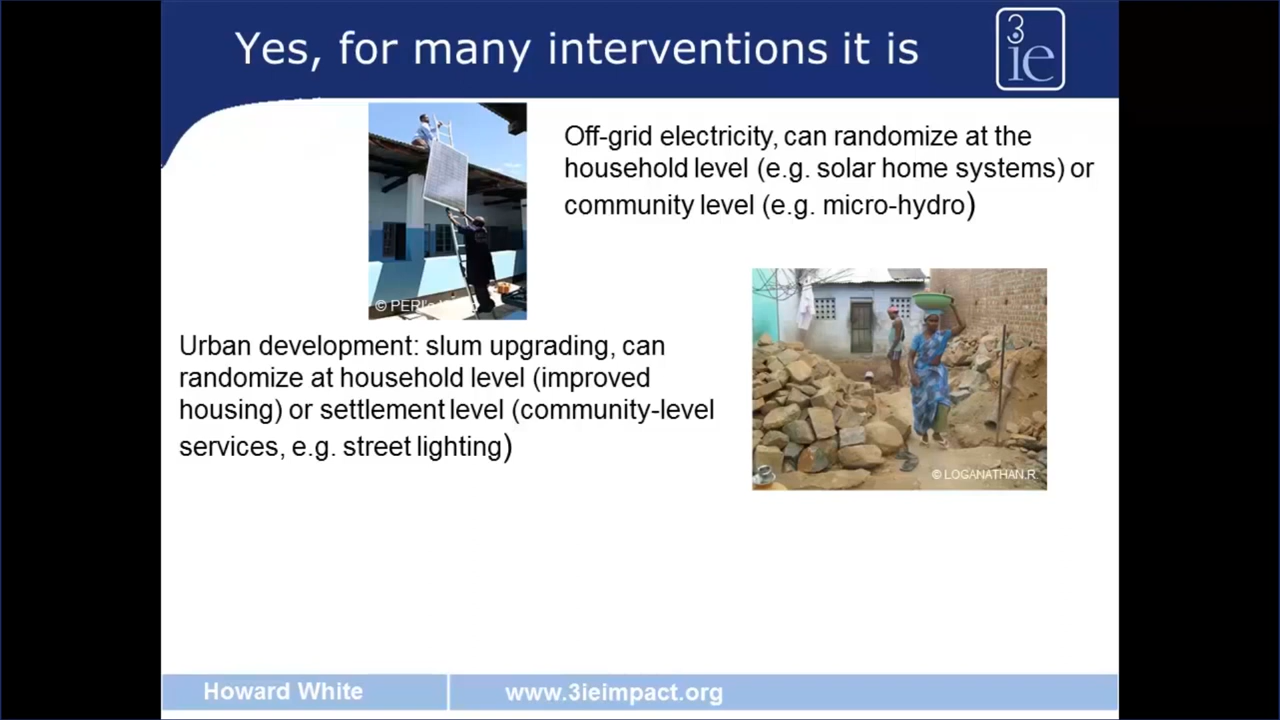 Yes, for many interventions it is
3
ie
Off-grid electricity, can randomize at the
household level (e.g. solar home systems) or
community level (e.g. micro-hydro)
© PERI
Urban development: slum upgrading, can
randomize at household level (improved
housing) or settlement level (community-level
services, e.g. street lighting)
© LOGANATHAN.R.
Howard White
www.3ieimpact.org